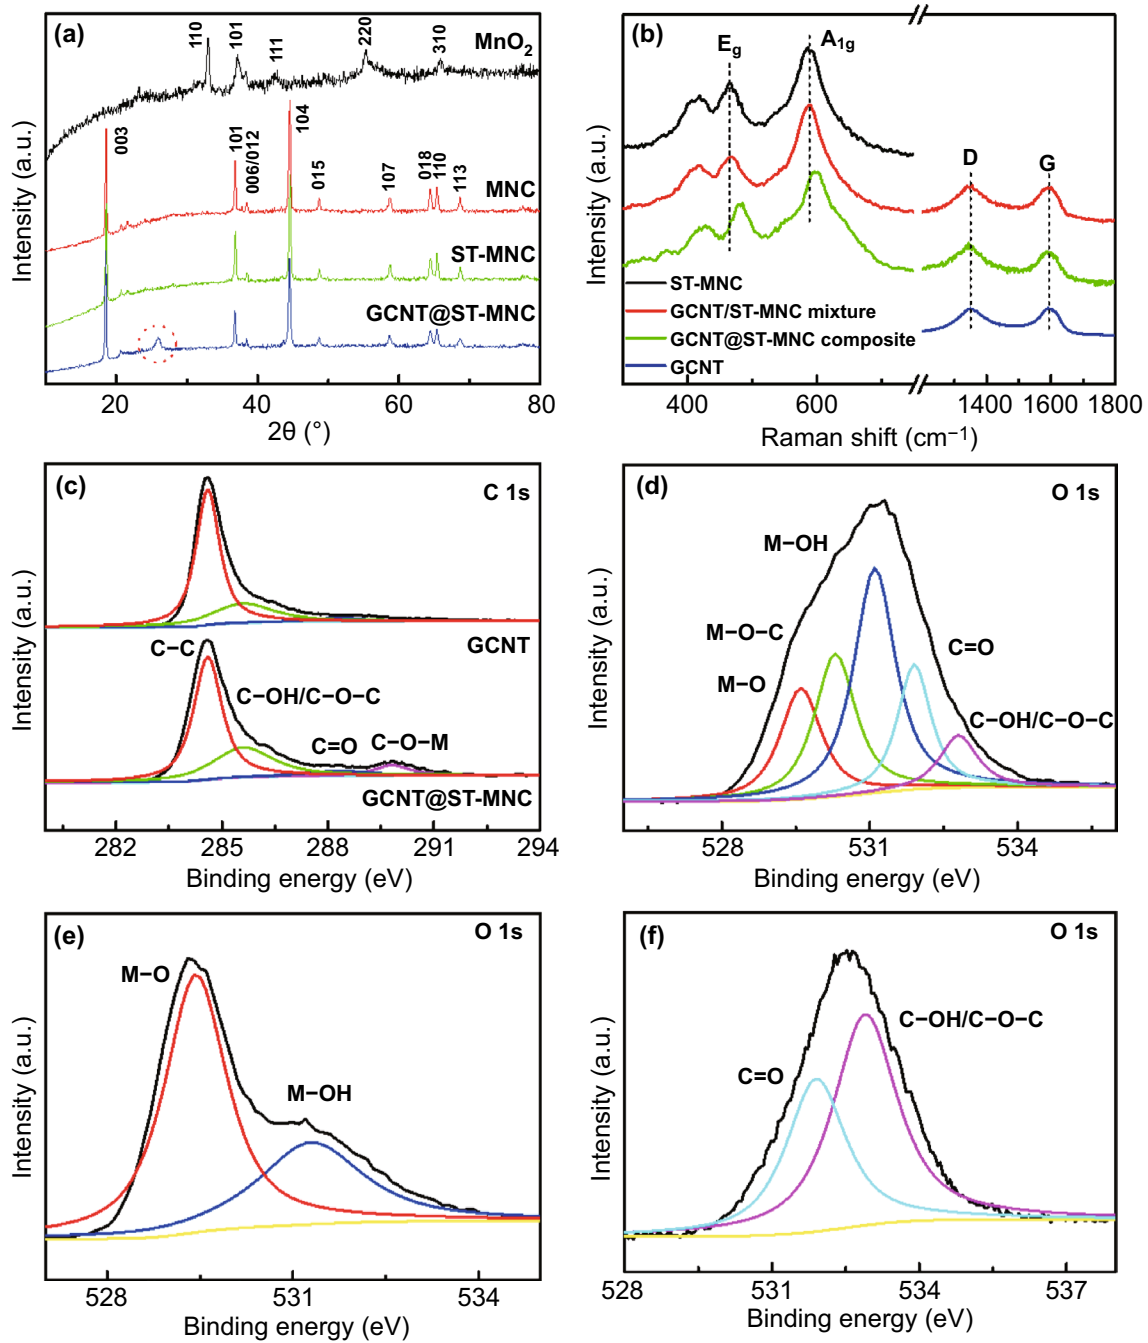 (a)
MnO₂
110
101
111
220
310
003
101
006/012
104
015
107
018
110
113
MNC
ST-MNC
GCNT@ST-MNC
Intensity (a.u.)
20 40 60 80
2θ (°)
(b)
E₉
A₁g
D
G
ST-MNC
GCNT/ST-MNC mixture
GCNT@ST-MNC composite
GCNT
Intensity (a.u.)
400 600 1400 1600 1800
Raman shift (cm⁻¹)
(c)
C 1s
GCNT
C−C
C−OH/C−O−C
C=O
C−O−M
GCNT@ST-MNC
Intensity (a.u.)
282 285 288 291 294
Binding energy (eV)
(d)
O 1s
M−OH
M−O−C
M−O
C=O
C−OH/C−O−C
Intensity (a.u.)
528 531 534
Binding energy (eV)
(e)
O 1s
M−O
M−OH
Intensity (a.u.)
528 531 534
Binding energy (eV)
(f)
O 1s
C−OH/C−O−C
C=O
Intensity (a.u.)
528 531 534 537
Binding energy (eV)